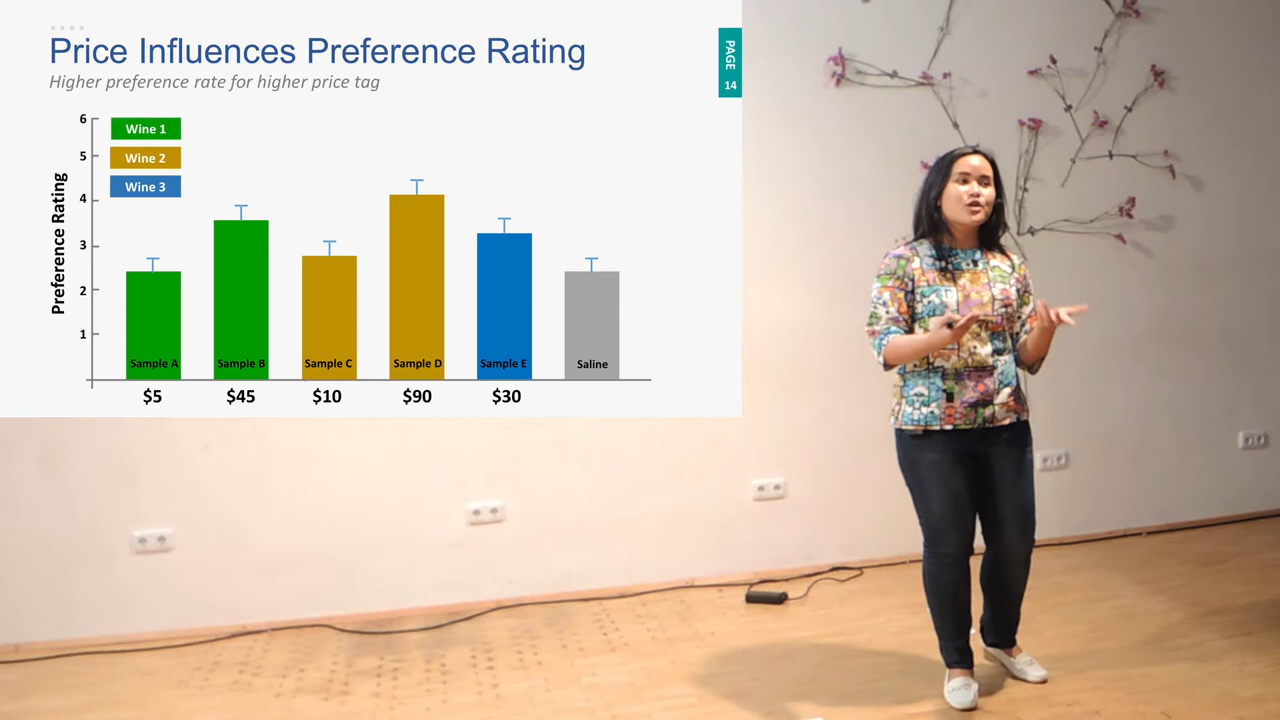 Price Influences Preference Rating
Higher preference rate for higher price tag
PAGE
14
Preference Rating
6
5
4
3
2
1
Wine 1
Wine 2
Wine 3
Sample A
Sample B
Sample C
Sample D
Sample E
Saline
$5
$45
$10
$90
$30